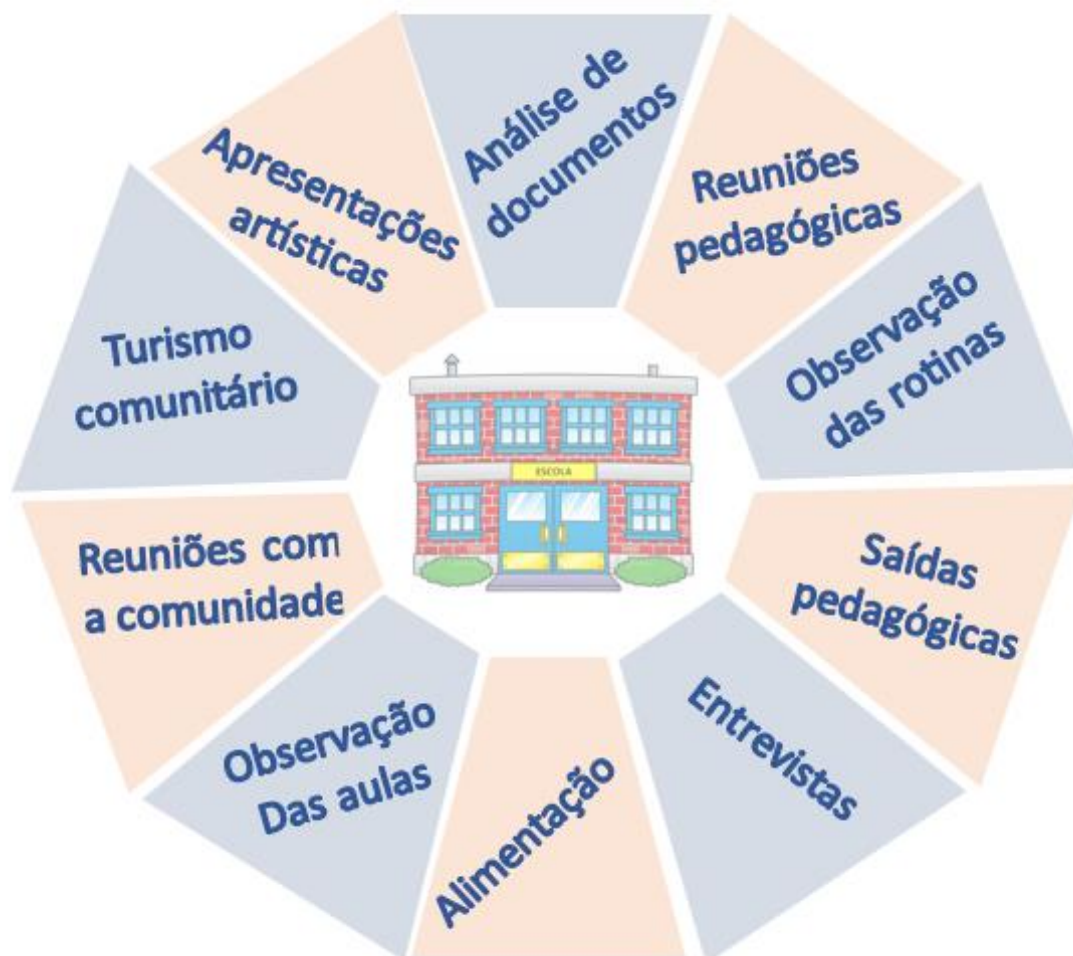 Análise de
documentos
Reuniões
pedagógicas
Observação
das rotinas
Saídas
pedagógicas
Entrevistas
Alimentação
Observação
Das aulas
Reuniões com
a comunidade
Turismo
comunitário
Apresentações
artísticas
ESCOLA